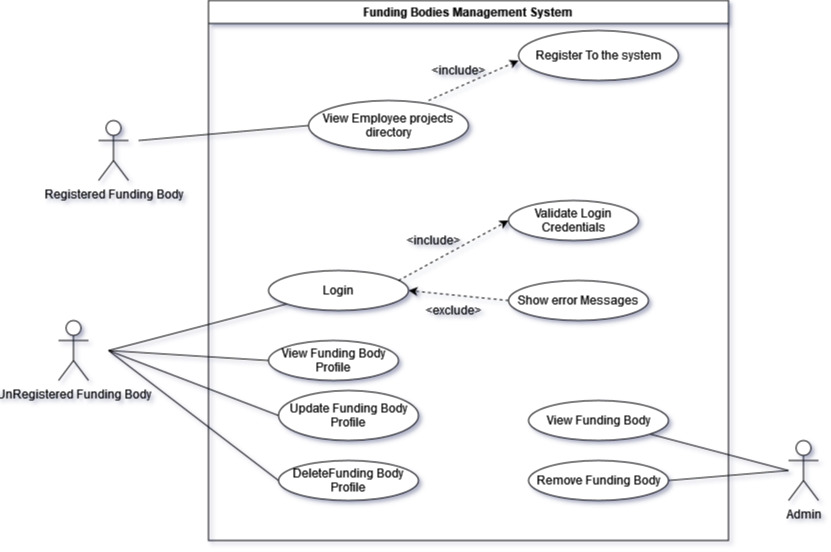 Funding Bodies Management System
Register To the system
<include>
View Employee projects
directory
Registered Funding Body
Validate Login
Credentials
<include>
Login
Show error Messages
<exclude>
View Funding Body
Profile
UnRegistered Funding Body
Update Funding Body
Profile
View Funding Body
DeleteFunding Body
Profile
Remove Funding Body
Admin